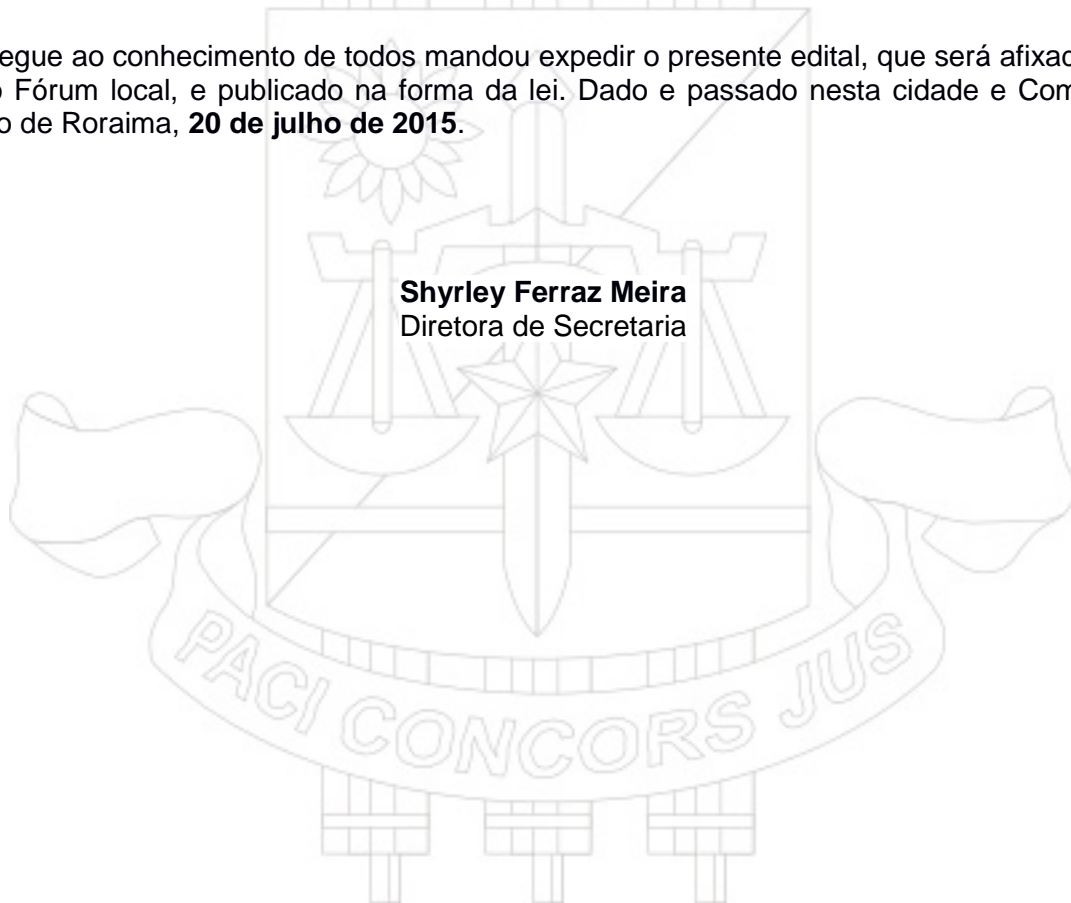 egue ao conhecimento de todos mandou expedir o presente edital, que será afixad
Fórum local, e publicado na forma da lei. Dado e passado nesta cidade e Com
o de Roraima, 20 de julho de 2015.
Shyrley Ferraz Meira
Diretora de Secretaria
PACI CONCORS JUS